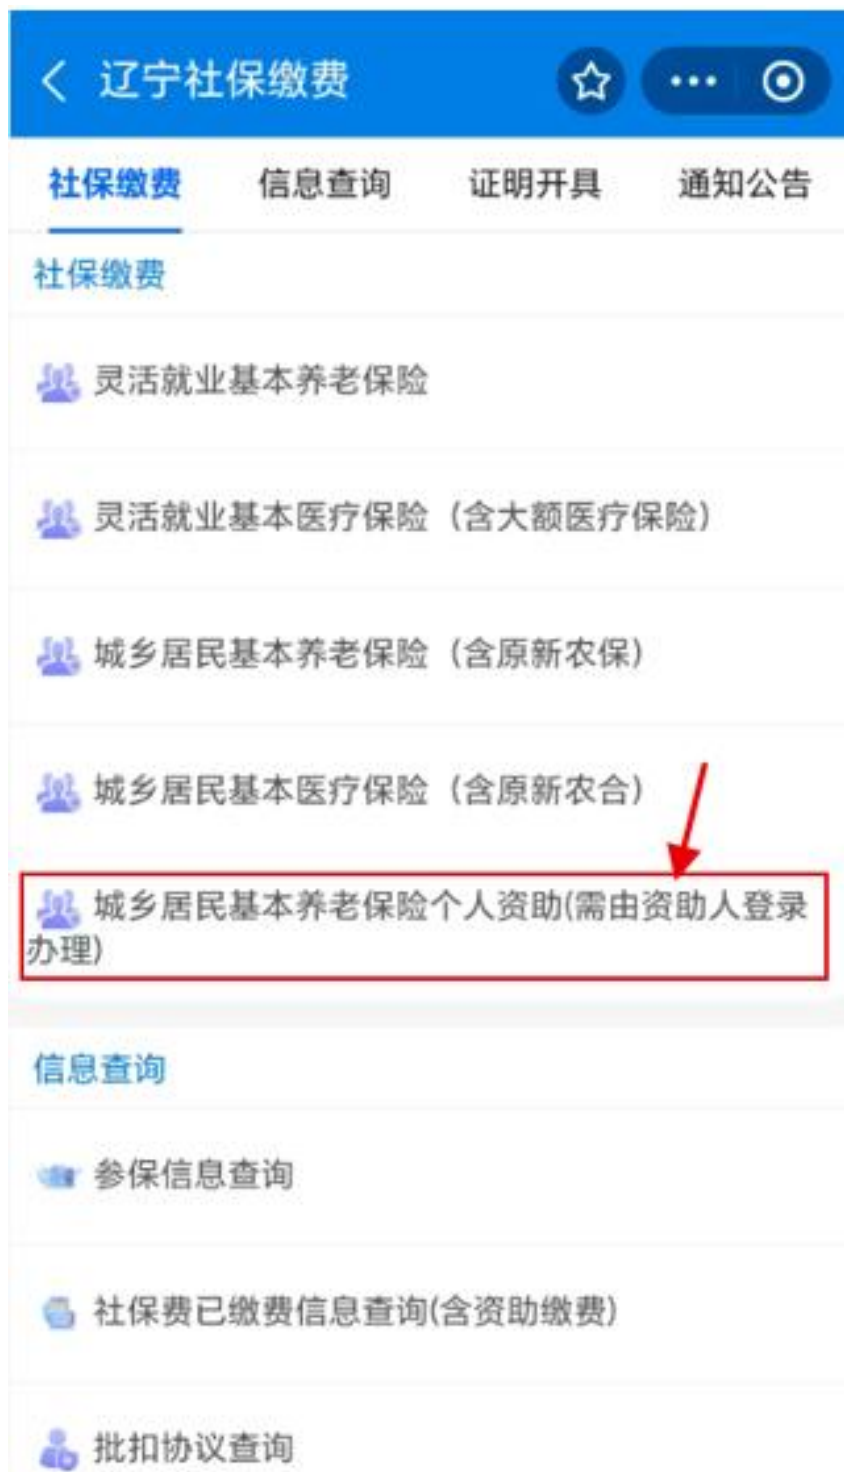 辽宁社保缴费
社保缴费 信息查询 证明开具 通知公告
社保缴费
灵活就业基本养老保险
灵活就业基本医疗保险（含大额医疗保险）
城乡居民基本养老保险（含原新农保）
城乡居民基本医疗保险（含原新农合）
城乡居民基本养老保险个人资助(需由资助人登录
办理)
信息查询
参保信息查询
社保费已缴费信息查询(含资助缴费)
批扣协议查询